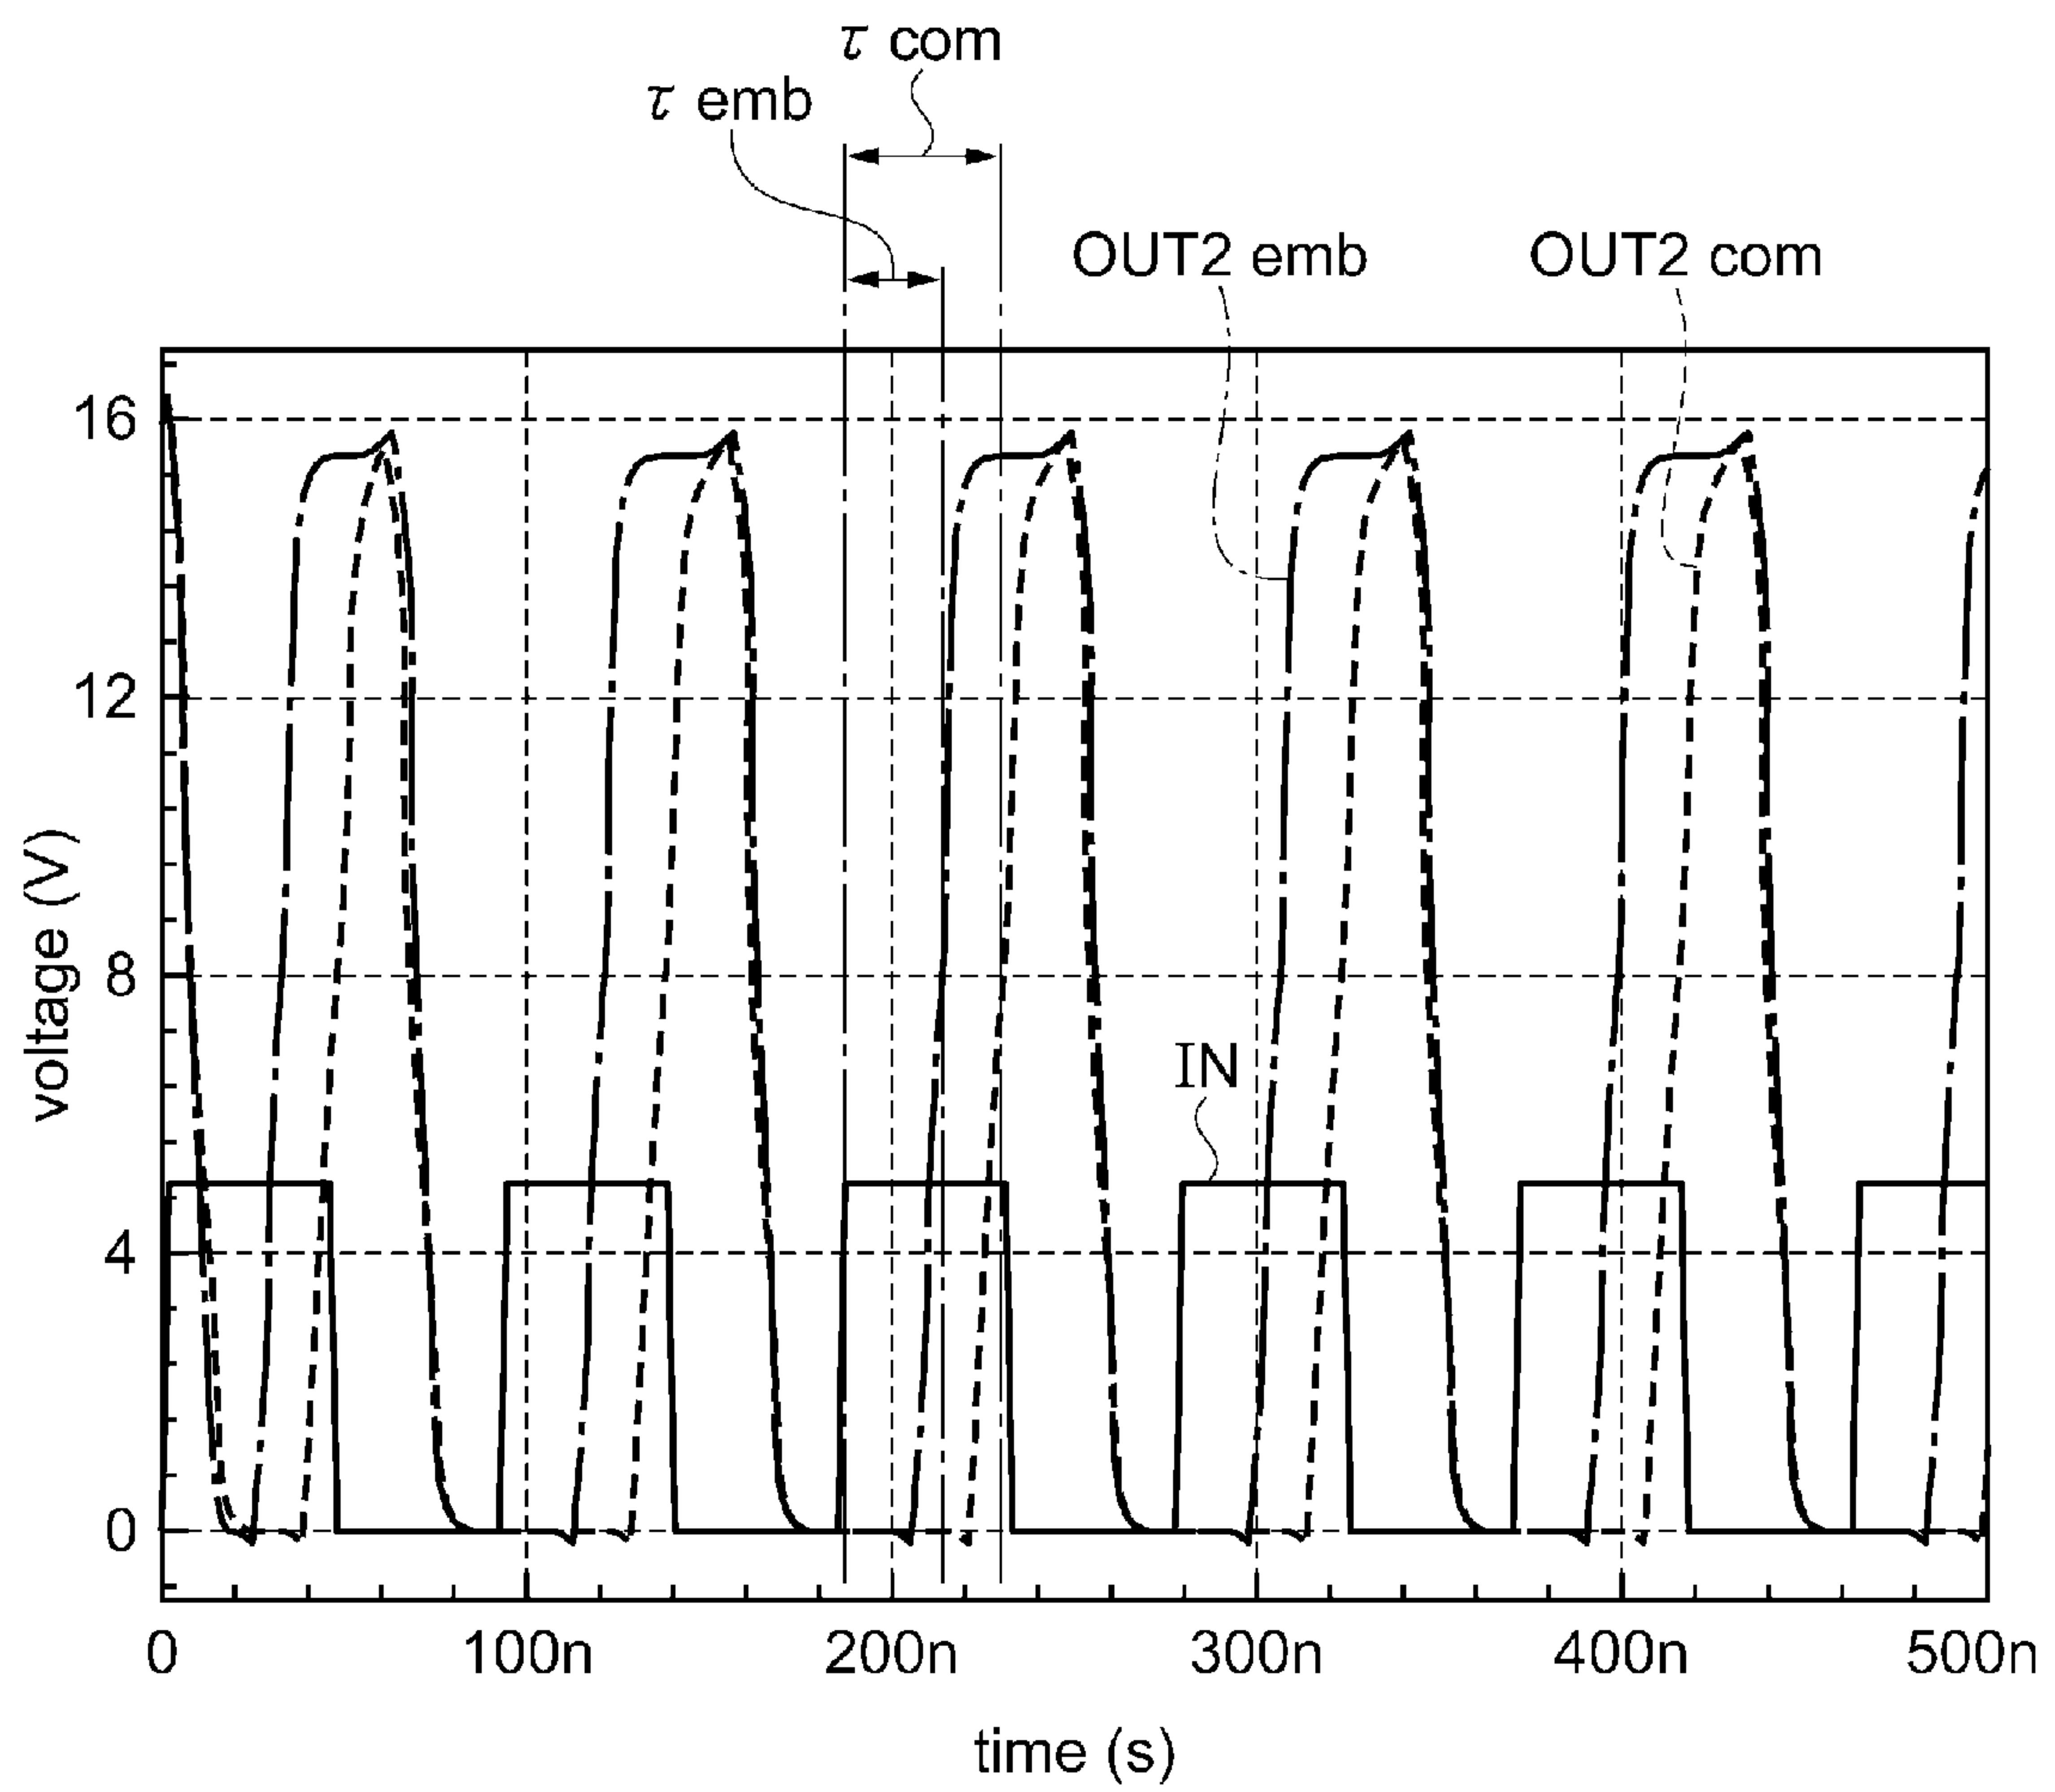 τ com
τ emb
OUT2 emb
OUT2 com
16
12
8
4
0
voltage (V)
IN
0
100n
200n
300n
400n
500n
time (s)